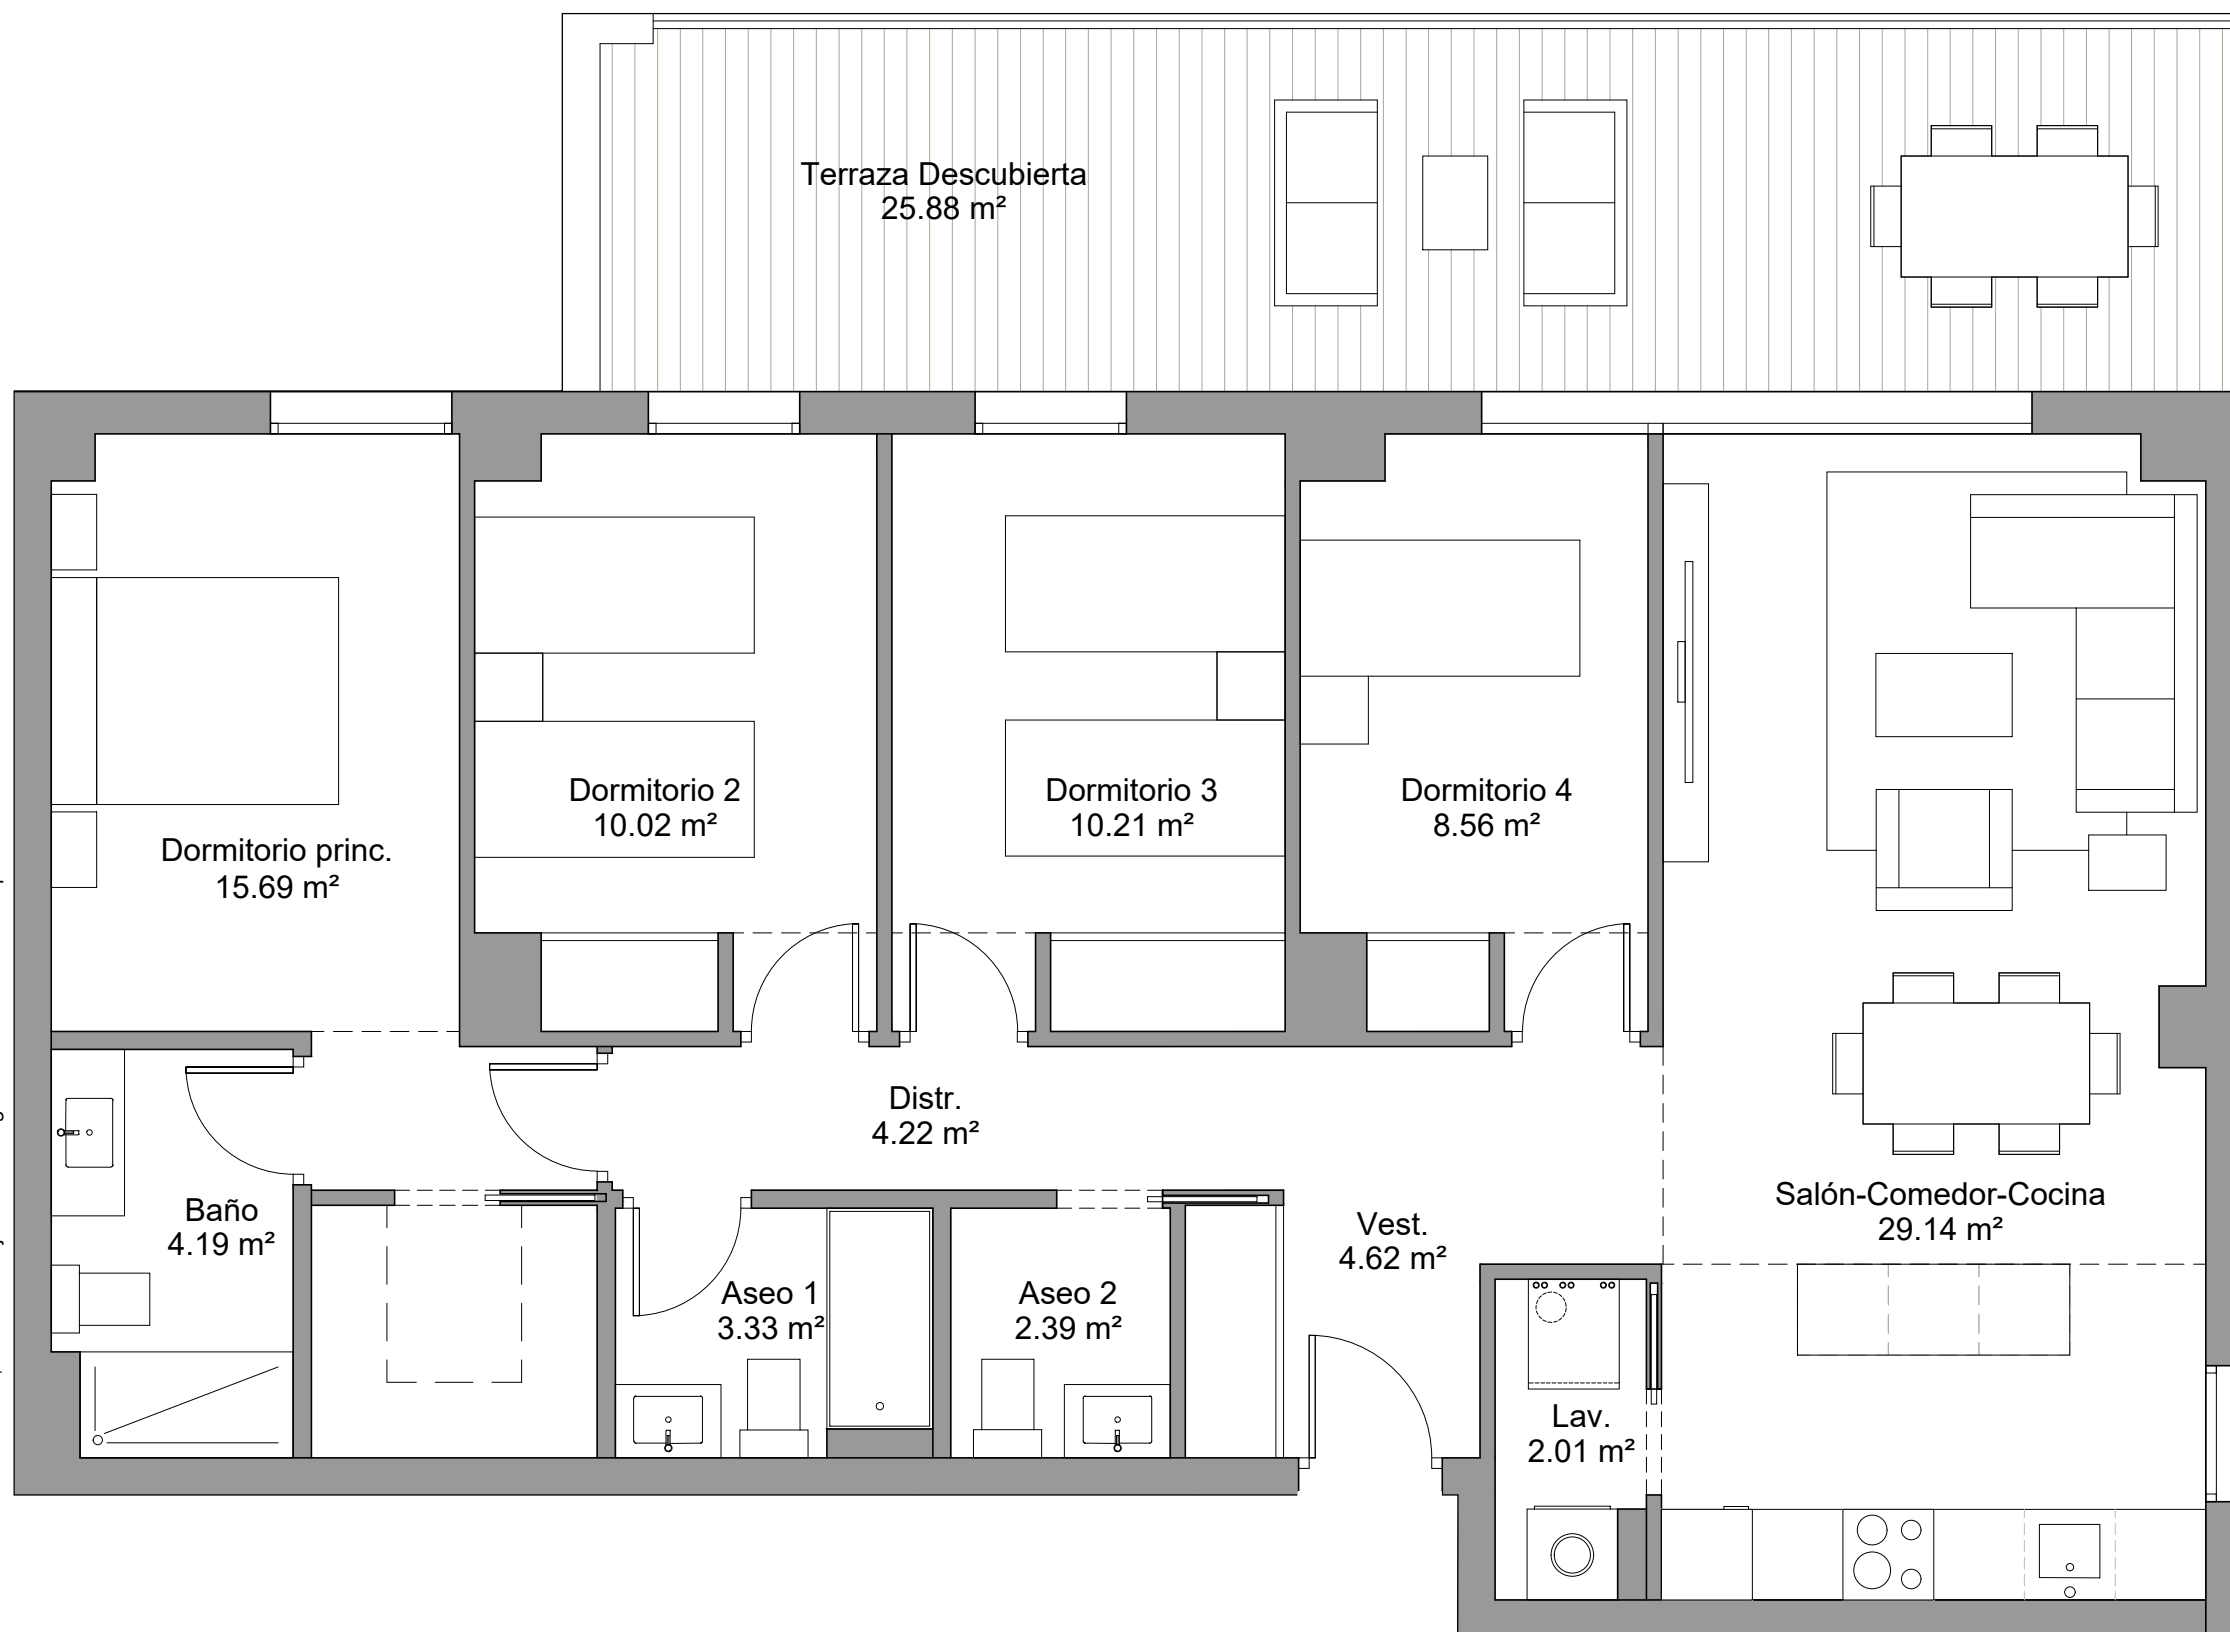 Terraza Descubierta
25.88 m²
Dormitorio 2
10.02 m²
Dormitorio 3
10.21 m²
Dormitorio 4
8.56 m²
Dormitorio princ.
15.69 m²
Distr.
4.22 m²
Salón-Comedor-Cocina
29.14 m²
Baño
4.19 m²
Vest.
4.62 m²
Aseo 1
3.33 m²
Aseo 2
2.39 m²
Lav.
2.01 m²